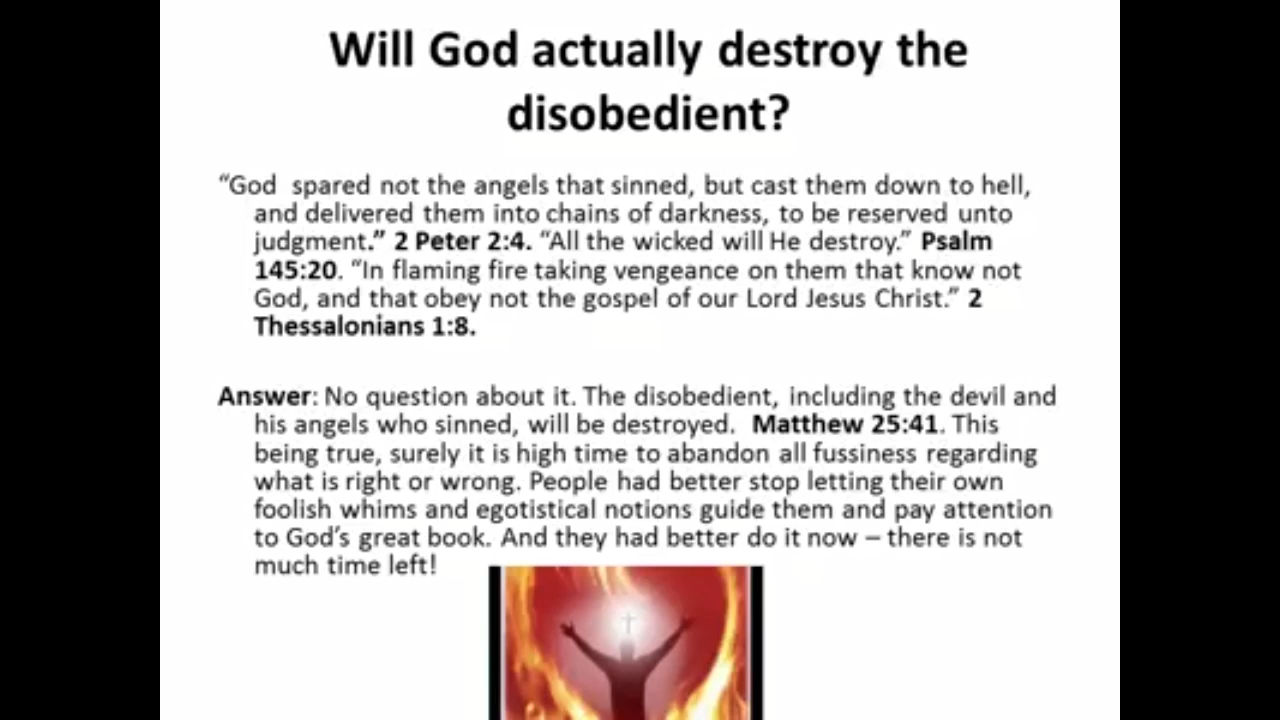 Will God actually destroy the
disobedient?
“God  spared not the angels that sinned, but cast them down to hell,
and delivered them into chains of darkness, to be reserved unto
judgment.” 2 Peter 2:4. “All the wicked will He destroy.” Psalm
145:20. “In flaming fire taking vengeance on them that know not
God, and that obey not the gospel of our Lord Jesus Christ.” 2
Thessalonians 1:8.
Answer: No question about it. The disobedient, including the devil and
his angels who sinned, will be destroyed.  Matthew 25:41. This
being true, surely it is high time to abandon all fussiness regarding
what is right or wrong. People had better stop letting their own
foolish whims and egotistical notions guide them and pay attention
to God’s great book. And they had better do it now – there is not
much time left!